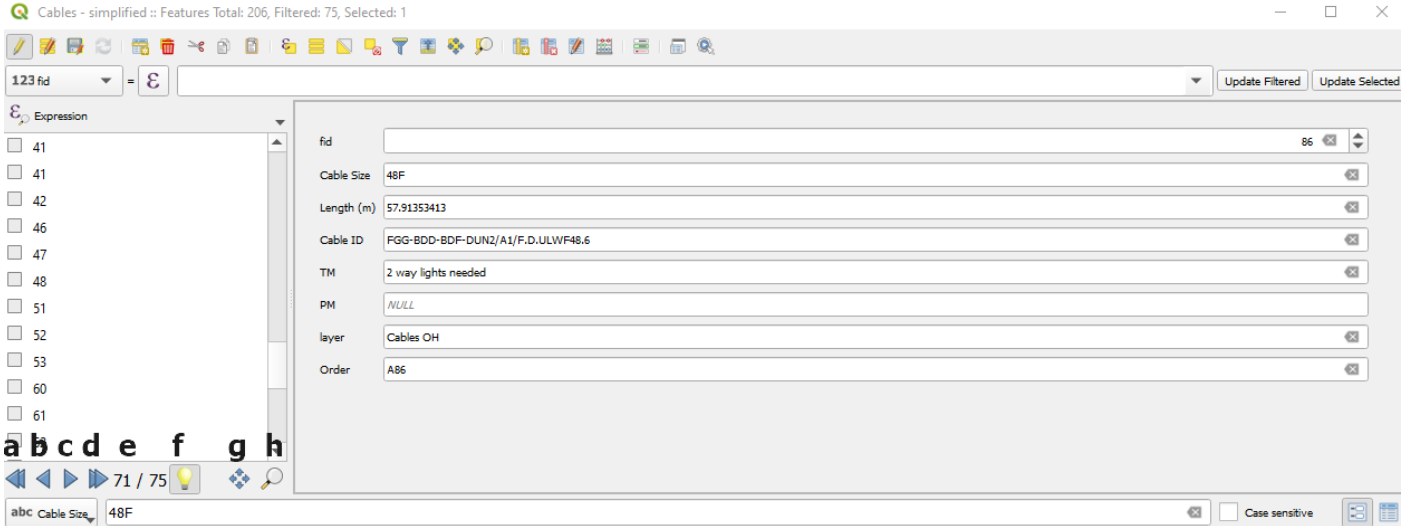 Cables - simplified :: Features Total: 206, Filtered: 75, Selected: 1
123 fid = ε Update Filtered Update Selected
Expression
41
41
42
46
47
48
51
52
53
60
61
fid 86
Cable Size 48F
Length (m) 57.91353413
Cable ID FGG-BDD-BDF-DUN2/A1/F.D.ULWF48.6
TM 2 way lights needed
PM NULL
layer Cables OH
Order A86
a b c d e f g h
71 / 75
abc Cable Size 48F Case sensitive